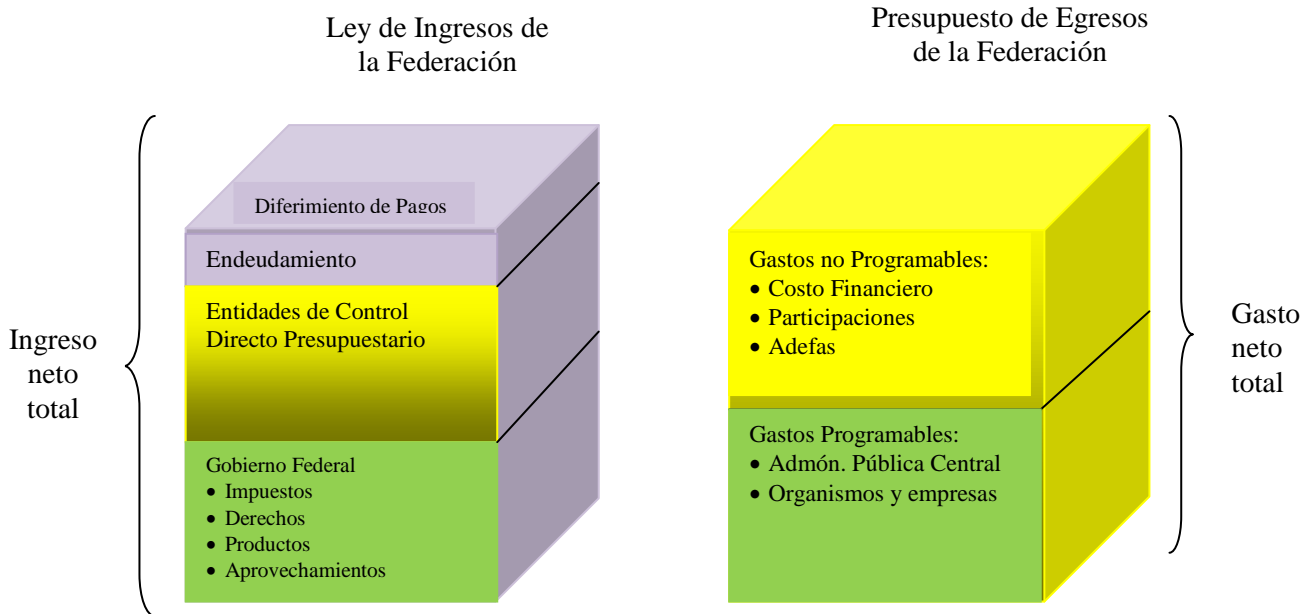 Ley de Ingresos de
la Federación
Presupuesto de Egresos
de la Federación
Ingreso
neto
total
Diferimiento de Pagos
Endeudamiento
Entidades de Control
Directo Presupuestario
Gobierno Federal
• Impuestos
• Derechos
• Productos
• Aprovechamientos
Gastos no Programables:
• Costo Financiero
• Participaciones
• Adefas
Gastos Programables:
• Admón. Pública Central
• Organismos y empresas
Gasto
neto
total